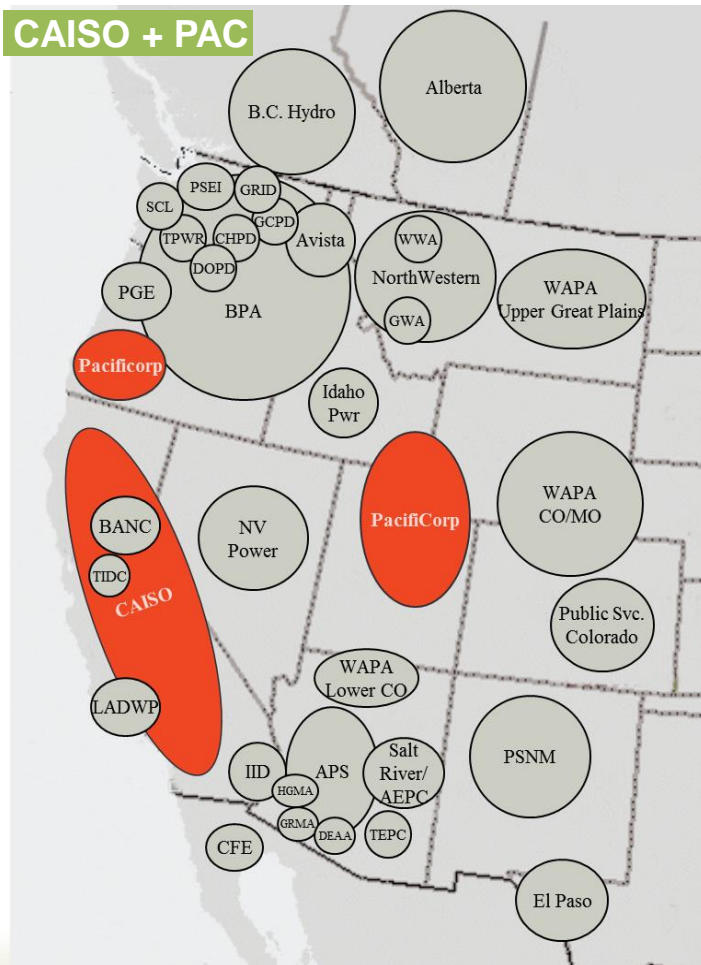 CAISO + PAC
Alberta
B.C. Hydro
PSEI
GRID
SCL
GCPD
TPWR
CHPD
Avista
DOPD
BPA
PGE
WWA
NorthWestern
GWA
WAPA
Upper Great Plains
Pacificorp
Idaho
Pwr
BANC
TIDC
CAISO
NV
Power
PacifiCorp
WAPA
CO/MO
Public Svc.
Colorado
LADWP
WAPA
Lower CO
IID
HGMA
APS
Salt
River/
AEPC
PSNM
GRMA
DEAA
TEPC
CFE
El Paso